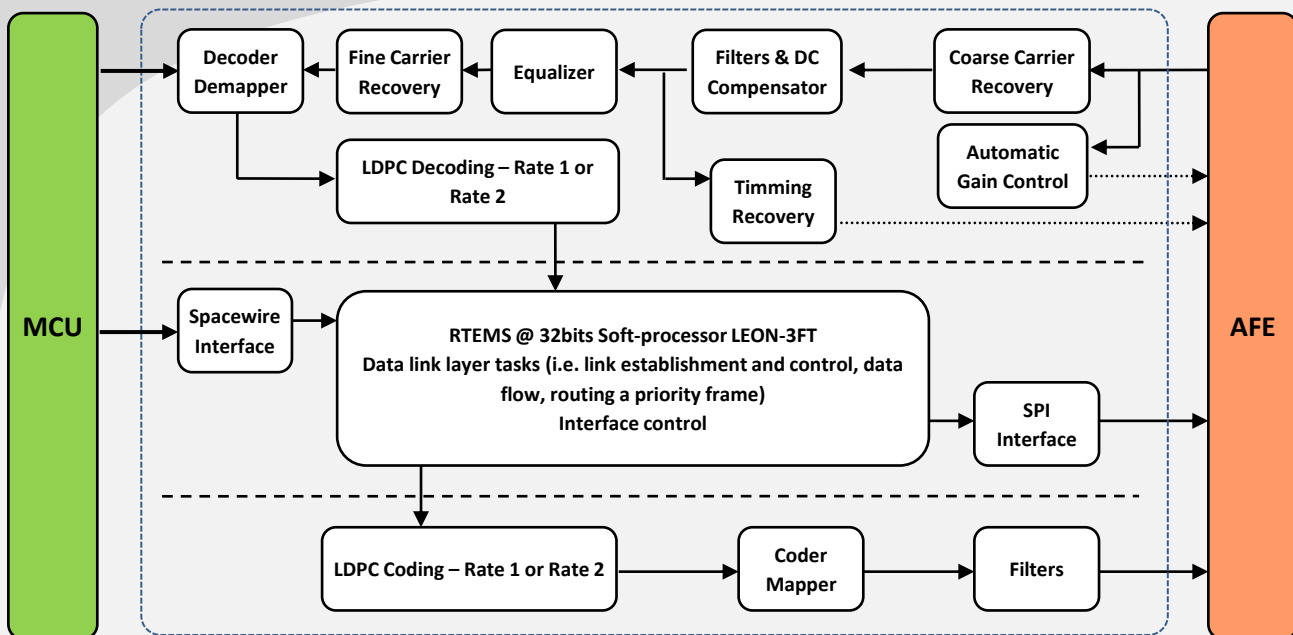 MCU
Decoder
Demapper
Fine Carrier
Recovery
Equalizer
Filters & DC
Compensator
Coarse Carrier
Recovery
LDPC Decoding – Rate 1 or
Rate 2
Timming
Recovery
Automatic
Gain Control
Spacewire
Interface
RTEMS @ 32bits Soft-processor LEON-3FT
Data link layer tasks (i.e. link establishment and control, data
flow, routing a priority frame)
Interface control
SPI
Interface
AFE
LDPC Coding – Rate 1 or Rate 2
Coder
Mapper
Filters